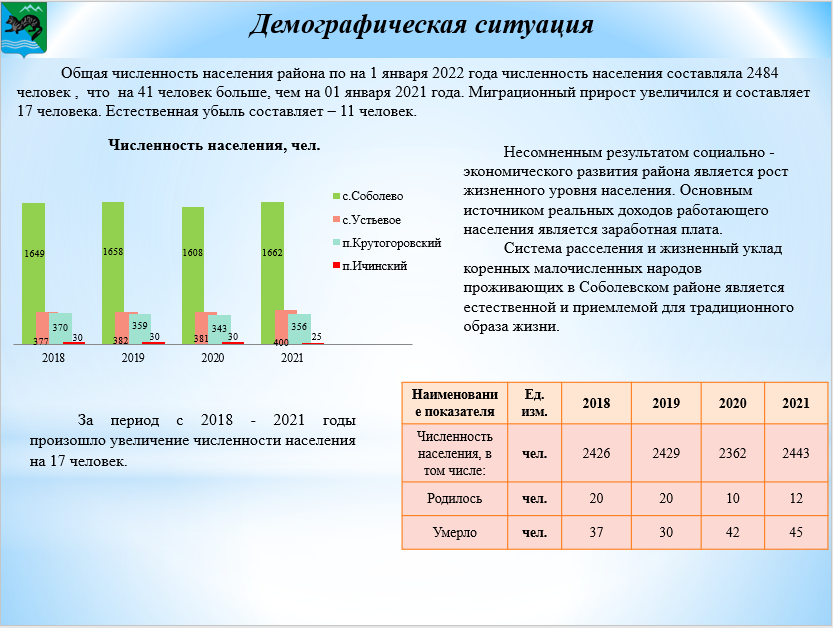 Демографическая ситуация
Общая численность населения района по на 1 января 2022 года численность населения составляла 2484
человек , что на 41 человек больше, чем на 01 января 2021 года. Миграционный прирост увеличился и составляет
17 человека. Естественная убыль составляет – 11 человек.
Численность населения, чел.
1649
1658
1608
1662
377
370
30
382
359
30
381
343
30
400
356
25
2018
2019
2020
2021
с.Соболево
с.Устьевое
п.Крутогоровский
п.Ичинский
Несомненным результатом социально -
экономического развития района является рост
жизненного уровня населения. Основным
источником реальных доходов работающего
населения является заработная плата.
Система расселения и жизненный уклад
коренных малочисленных народов
проживающих в Соболевском районе является
естественной и приемлемой для традиционного
образа жизни.
За период с 2018 - 2021 годы
произошло увеличение численности населения
на 17 человек.
Наименовани
е показателя
Ед.
изм.
2018
2019
2020
2021
Численность
населения, в
том числе:
чел.
2426
2429
2362
2443
Родилось
чел.
20
20
10
12
Умерло
чел.
37
30
42
45